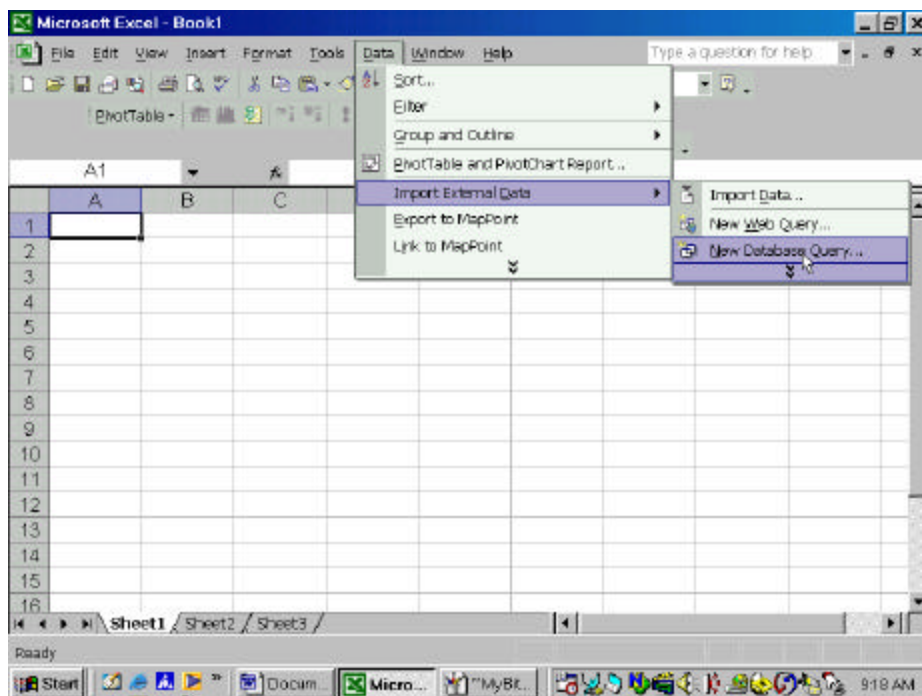 Microsoft Excel - Book1
File Edit View Insert Format Tools Data Window Help Type a question for help
PivotTable
Sort...
Filter
Group and Outline
PivotTable and PivotChart Report...
Import External Data
Export to MapPoint
Link to MapPoint
Import Data...
New Web Query...
New Database Query...
A1 fx
A B C
1
2
3
4
5
6
7
8
9
10
11
12
13
14
15
16
Sheet1 Sheet2 Sheet3
Ready
Start Docum... Micro... "MyBit... 9:18 AM